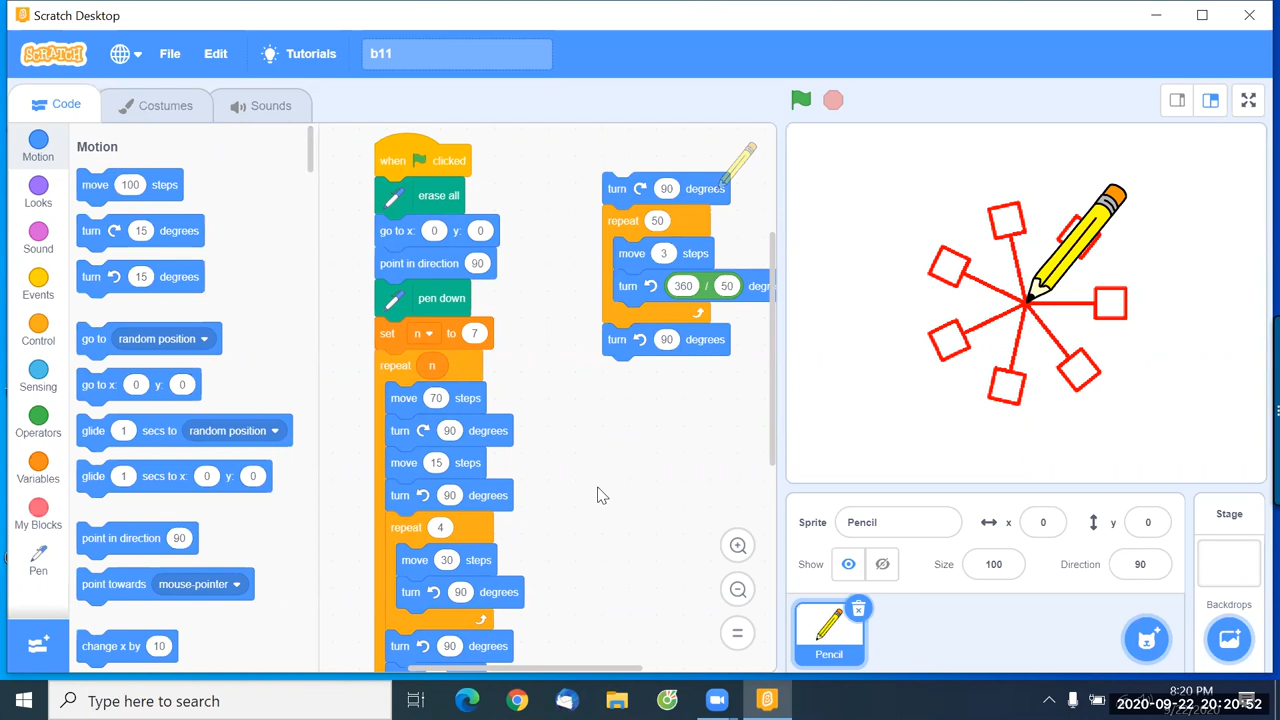 Scratch Desktop
SCRATCH File Edit Tutorials b11
Code Costumes Sounds
Motion
Looks
Sound
Events
Control
Sensing
Operators
Variables
My Blocks
Pen
Motion
move 100 steps
turn 15 degrees
turn 15 degrees
go to random position
go to x: 0 y: 0
glide 1 secs to random position
glide 1 secs to x: 0 y: 0
point in direction 90
point towards mouse-pointer
change x by 10
when clicked
erase all
go to x: 0 y: 0
point in direction 90
pen down
set n to 7
repeat n
move 70 steps
turn 90 degrees
move 15 steps
turn 90 degrees
repeat 4
move 30 steps
turn 90 degrees
turn 90 degrees
turn 90 degrees
repeat 50
move 3 steps
turn 360 / 50 degre
turn 90 degrees
Sprite Pencil x 0 y 0
Show Size 100 Direction 90
Pencil
Stage
Backdrops
Type here to search
8:20 PM
2020-09-22 20:20:52